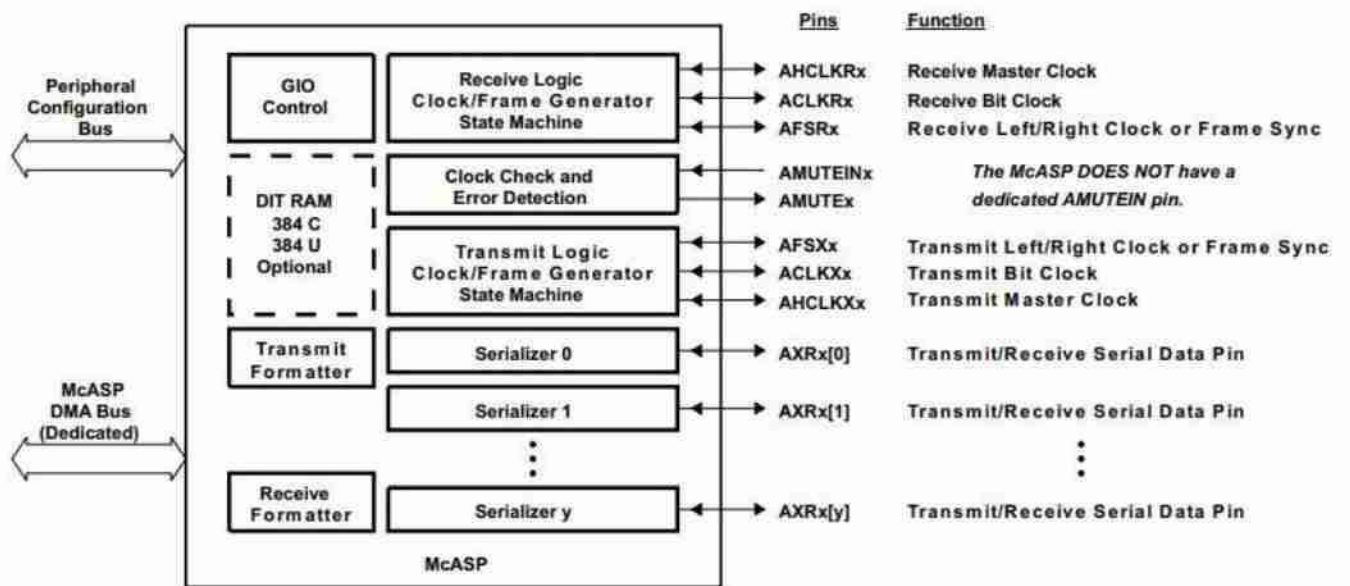 Pins Function
Peripheral
Configuration
Bus
GIO
Control
Receive Logic
Clock/Frame Generator
State Machine
AHCLKRx Receive Master Clock
ACLKRx Receive Bit Clock
AFSRx Receive Left/Right Clock or Frame Sync
DIT RAM
384 C
384 U
Optional
Clock Check and
Error Detection
AMUTEINx
AMUTEx
The McASP DOES NOT have a
dedicated AMUTEIN pin.
Transmit Logic
Clock/Frame Generator
State Machine
AFSXx Transmit Left/Right Clock or Frame Sync
ACLKXx Transmit Bit Clock
AHCLKXx Transmit Master Clock
Transmit
Formatter
Serializer 0
AXRx[0] Transmit/Receive Serial Data Pin
McASP
DMA Bus
(Dedicated)
Serializer 1
AXRx[1] Transmit/Receive Serial Data Pin
Receive
Formatter
Serializer y
AXRx[y] Transmit/Receive Serial Data Pin
McASP